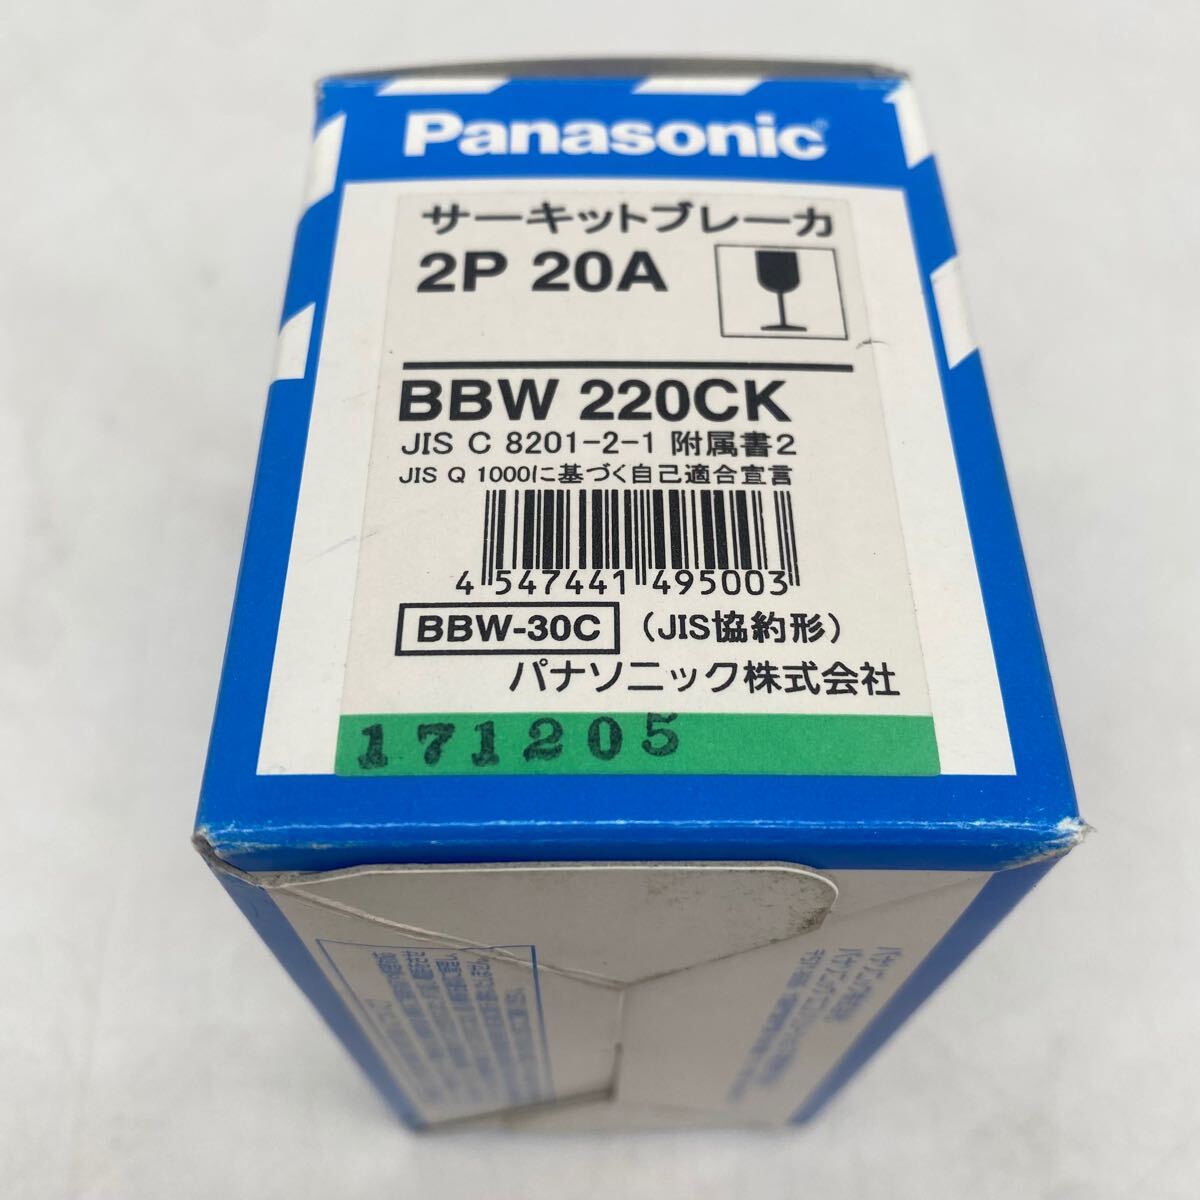 Panasonic
サーキットブレーカ
2P 20A
BBW 220CK
JIS C 8201-2-1 附属書2
JIS Q 1000に基づく自己適合宣言
4 547441 495003
BBW-30C (JIS協約形)
パナソニック株式会社
171205